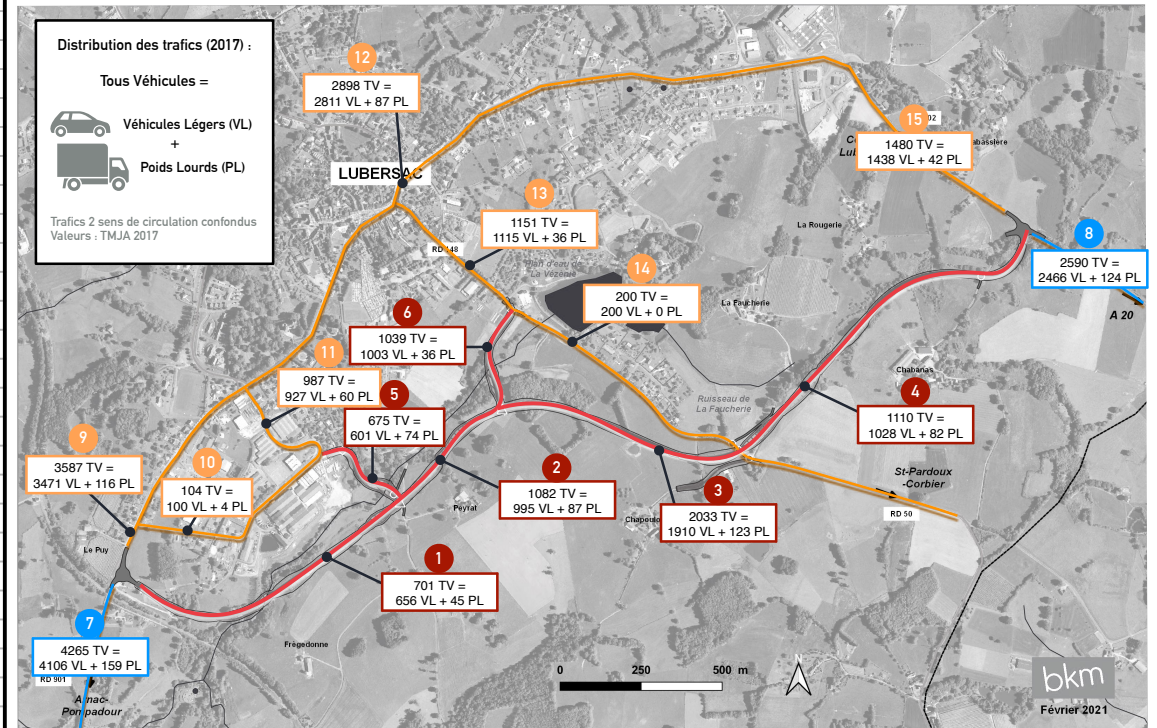 Distribution des trafics (2017) :
Tous Véhicules =
Véhicules Légers (VL)
+
Poids Lourds (PL)
Trafics 2 sens de circulation confondus
Valeurs : TMJA 2017
12
2898 TV =
2811 VL + 87 PL
LUBERSAC
15
02
1480 TV =
1438 VL + 42 PL
13
1151 TV =
1115 VL + 36 PL
La Rougerie
8
2590 TV =
2466 VL + 124 PL
A 20
Plan d'eau de
La Vézénie
14
200 TV =
200 VL + 0 PL
La Faucherie
6
1039 TV =
1003 VL + 36 PL
11
987 TV =
927 VL + 60 PL
5
675 TV =
601 VL + 74 PL
Ruisseau de
La Faucherie
Chabanas
4
1110 TV =
1028 VL + 82 PL
9
3587 TV =
3471 VL + 116 PL
10
104 TV =
100 VL + 4 PL
2
1082 TV =
995 VL + 87 PL
3
2033 TV =
1910 VL + 123 PL
St-Pardoux
-Corbier
RD 50
Peyrat
Le Puy
1
701 TV =
656 VL + 45 PL
7
4265 TV =
4106 VL + 159 PL
RD 901
Arnac-
Pompadour
Fregedonne
0 250 500 m
bkm
Février 2021